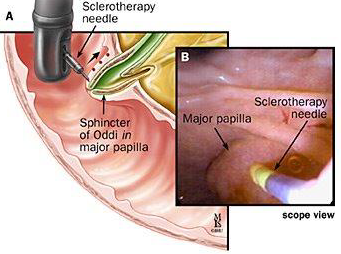 A
Sclerotherapy
needle
Sphincter
of Oddi in
major papilla
B
Sclerotherapy
needle
Major papilla
scope view